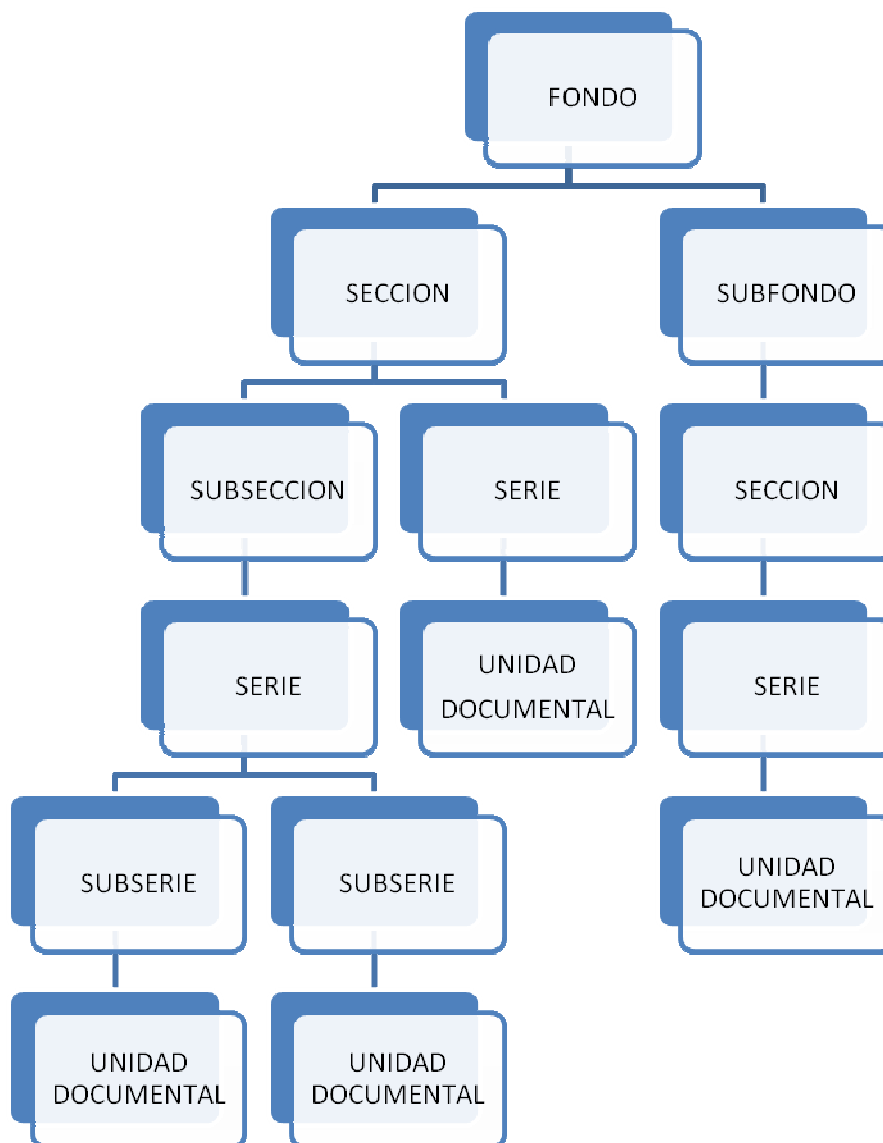 FONDO
SECCION
SUBFONDO
SUBSECCION
SERIE
SECCION
SERIE
UNIDAD
DOCUMENTAL
SERIE
SUBSERIE
SUBSERIE
UNIDAD
DOCUMENTAL
UNIDAD
DOCUMENTAL
UNIDAD
DOCUMENTAL